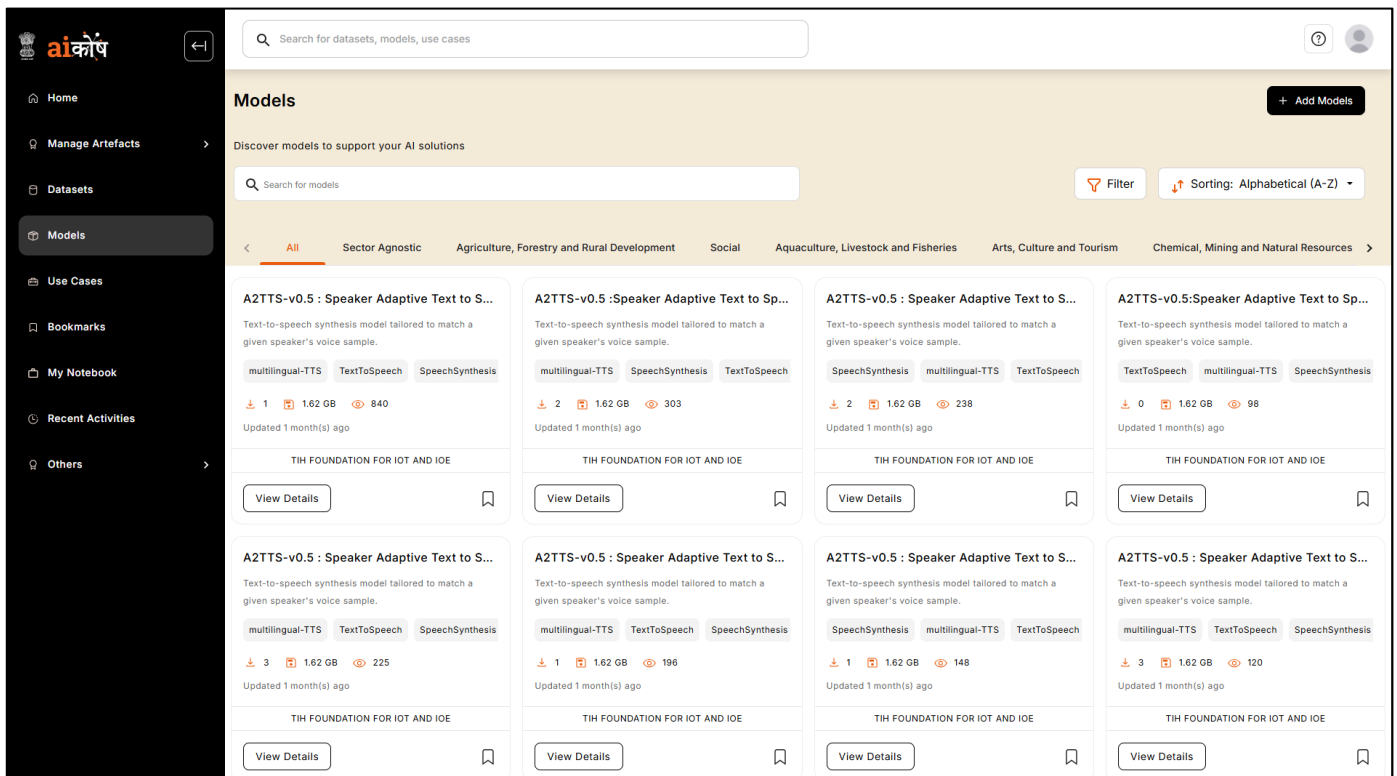 aiकोष
Home
Manage Artefacts
Datasets
Models
Use Cases
Bookmarks
My Notebook
Recent Activities
Others
Search for datasets, models, use cases
Models
+ Add Models
Discover models to support your AI solutions
Search for models
Filter
Sorting: Alphabetical (A-Z)
All Sector Agnostic Agriculture, Forestry and Rural Development Social Aquaculture, Livestock and Fisheries Arts, Culture and Tourism Chemical, Mining and Natural Resources
A2TTS-v0.5 : Speaker Adaptive Text to S...
Text-to-speech synthesis model tailored to match a
given speaker's voice sample.
multilingual-TTS TextToSpeech SpeechSynthesis
1 1.62 GB 840
Updated 1 month(s) ago
TIH FOUNDATION FOR IOT AND IOE
View Details
A2TTS-v0.5 :Speaker Adaptive Text to Sp...
Text-to-speech synthesis model tailored to match a
given speaker's voice sample.
multilingual-TTS SpeechSynthesis TextToSpeech
2 1.62 GB 303
Updated 1 month(s) ago
TIH FOUNDATION FOR IOT AND IOE
View Details
A2TTS-v0.5 : Speaker Adaptive Text to S...
Text-to-speech synthesis model tailored to match a
given speaker's voice sample.
SpeechSynthesis multilingual-TTS TextToSpeech
2 1.62 GB 238
Updated 1 month(s) ago
TIH FOUNDATION FOR IOT AND IOE
View Details
A2TTS-v0.5:Speaker Adaptive Text to Sp...
Text-to-speech synthesis model tailored to match a
given speaker's voice sample.
TextToSpeech multilingual-TTS SpeechSynthesis
0 1.62 GB 98
Updated 1 month(s) ago
TIH FOUNDATION FOR IOT AND IOE
View Details
A2TTS-v0.5 : Speaker Adaptive Text to S...
Text-to-speech synthesis model tailored to match a
given speaker's voice sample.
multilingual-TTS TextToSpeech SpeechSynthesis
3 1.62 GB 225
Updated 1 month(s) ago
TIH FOUNDATION FOR IOT AND IOE
View Details
A2TTS-v0.5 : Speaker Adaptive Text to S...
Text-to-speech synthesis model tailored to match a
given speaker's voice sample.
multilingual-TTS TextToSpeech SpeechSynthesis
1 1.62 GB 196
Updated 1 month(s) ago
TIH FOUNDATION FOR IOT AND IOE
View Details
A2TTS-v0.5 : Speaker Adaptive Text to S...
Text-to-speech synthesis model tailored to match a
given speaker's voice sample.
SpeechSynthesis multilingual-TTS TextToSpeech
1 1.62 GB 148
Updated 1 month(s) ago
TIH FOUNDATION FOR IOT AND IOE
View Details
A2TTS-v0.5 : Speaker Adaptive Text to S...
Text-to-speech synthesis model tailored to match a
given speaker's voice sample.
multilingual-TTS TextToSpeech SpeechSynthesis
3 1.62 GB 120
Updated 1 month(s) ago
TIH FOUNDATION FOR IOT AND IOE
View Details